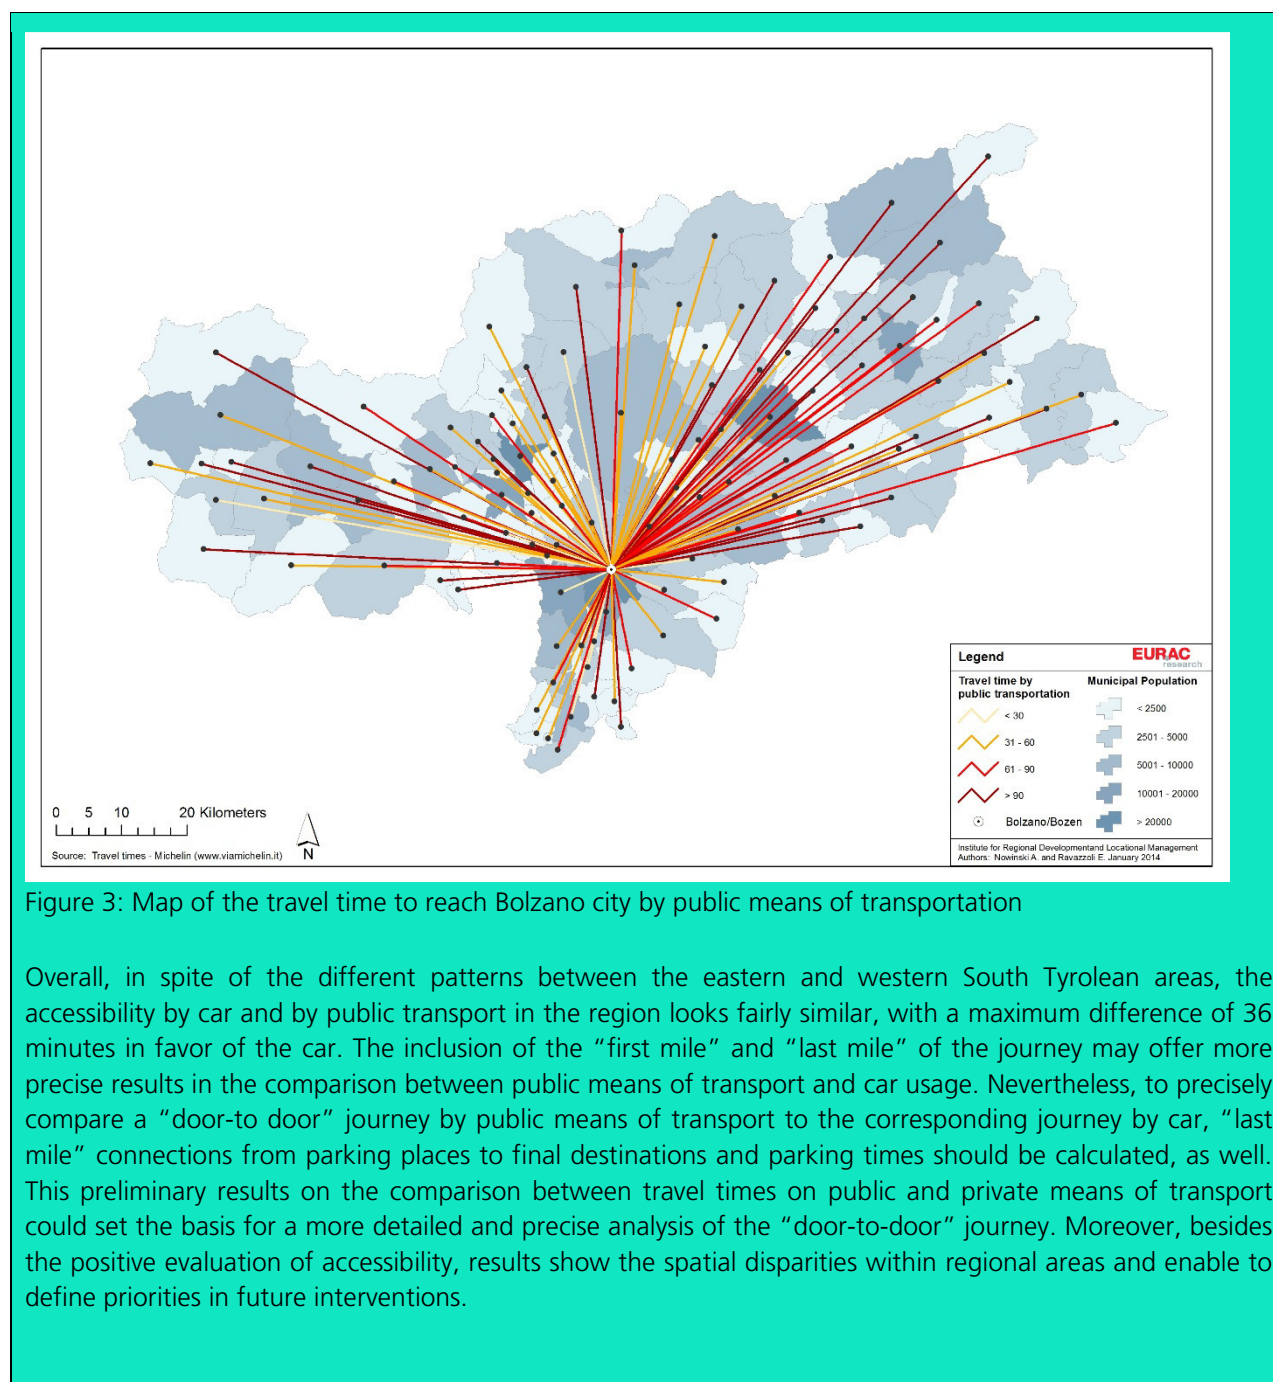 Legend
EURAC
research
Travel time by
public transportation
Municipal Population
< 30
31 - 60
61 - 90
> 90
Bolzano/Bozen
< 2500
2501 - 5000
5001 - 10000
10001 - 20000
> 20000
Institute for Regional Developmentand Locational Management
Authors: Nowinski A. and Ravazzoli E. January 2014
0 5 10 20 Kilometers
N
Source: Travel times - Michelin (www.viamichelin.it)
Figure 3: Map of the travel time to reach Bolzano city by public means of transportation
Overall, in spite of the different patterns between the eastern and western South Tyrolean areas, the
accessibility by car and by public transport in the region looks fairly similar, with a maximum difference of 36
minutes in favor of the car. The inclusion of the “first mile” and “last mile” of the journey may offer more
precise results in the comparison between public means of transport and car usage. Nevertheless, to precisely
compare a “door-to door” journey by public means of transport to the corresponding journey by car, “last
mile” connections from parking places to final destinations and parking times should be calculated, as well.
This preliminary results on the comparison between travel times on public and private means of transport
could set the basis for a more detailed and precise analysis of the “door-to-door” journey. Moreover, besides
the positive evaluation of accessibility, results show the spatial disparities within regional areas and enable to
define priorities in future interventions.